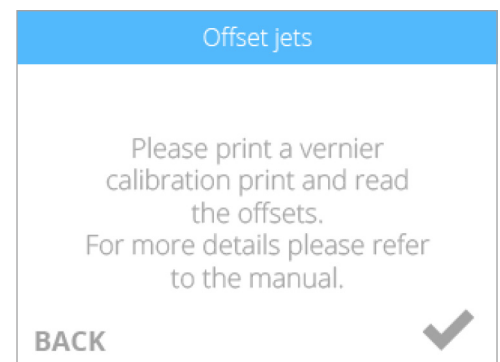 Offset jets
Please print a vernier
calibration print and read
the offsets.
For more details please refer
to the manual.
BACK